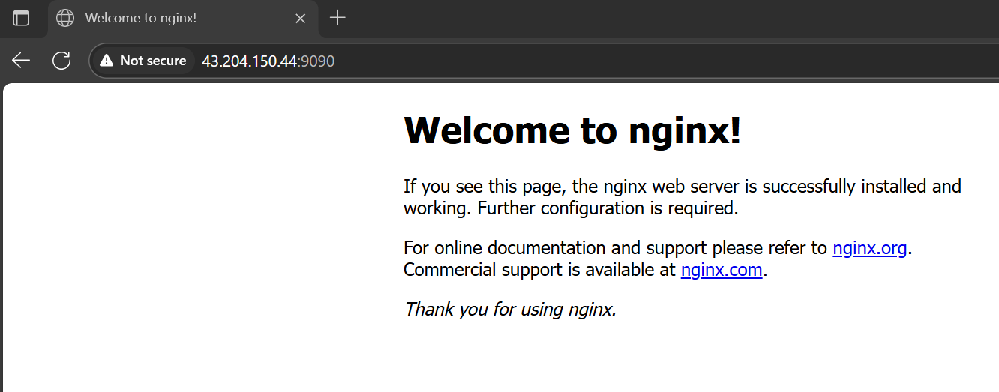 Welcome to nginx!
Not secure 43.204.150.44:9090
Welcome to nginx!
If you see this page, the nginx web server is successfully installed and
working. Further configuration is required.
For online documentation and support please refer to nginx.org.
Commercial support is available at nginx.com.
Thank you for using nginx.